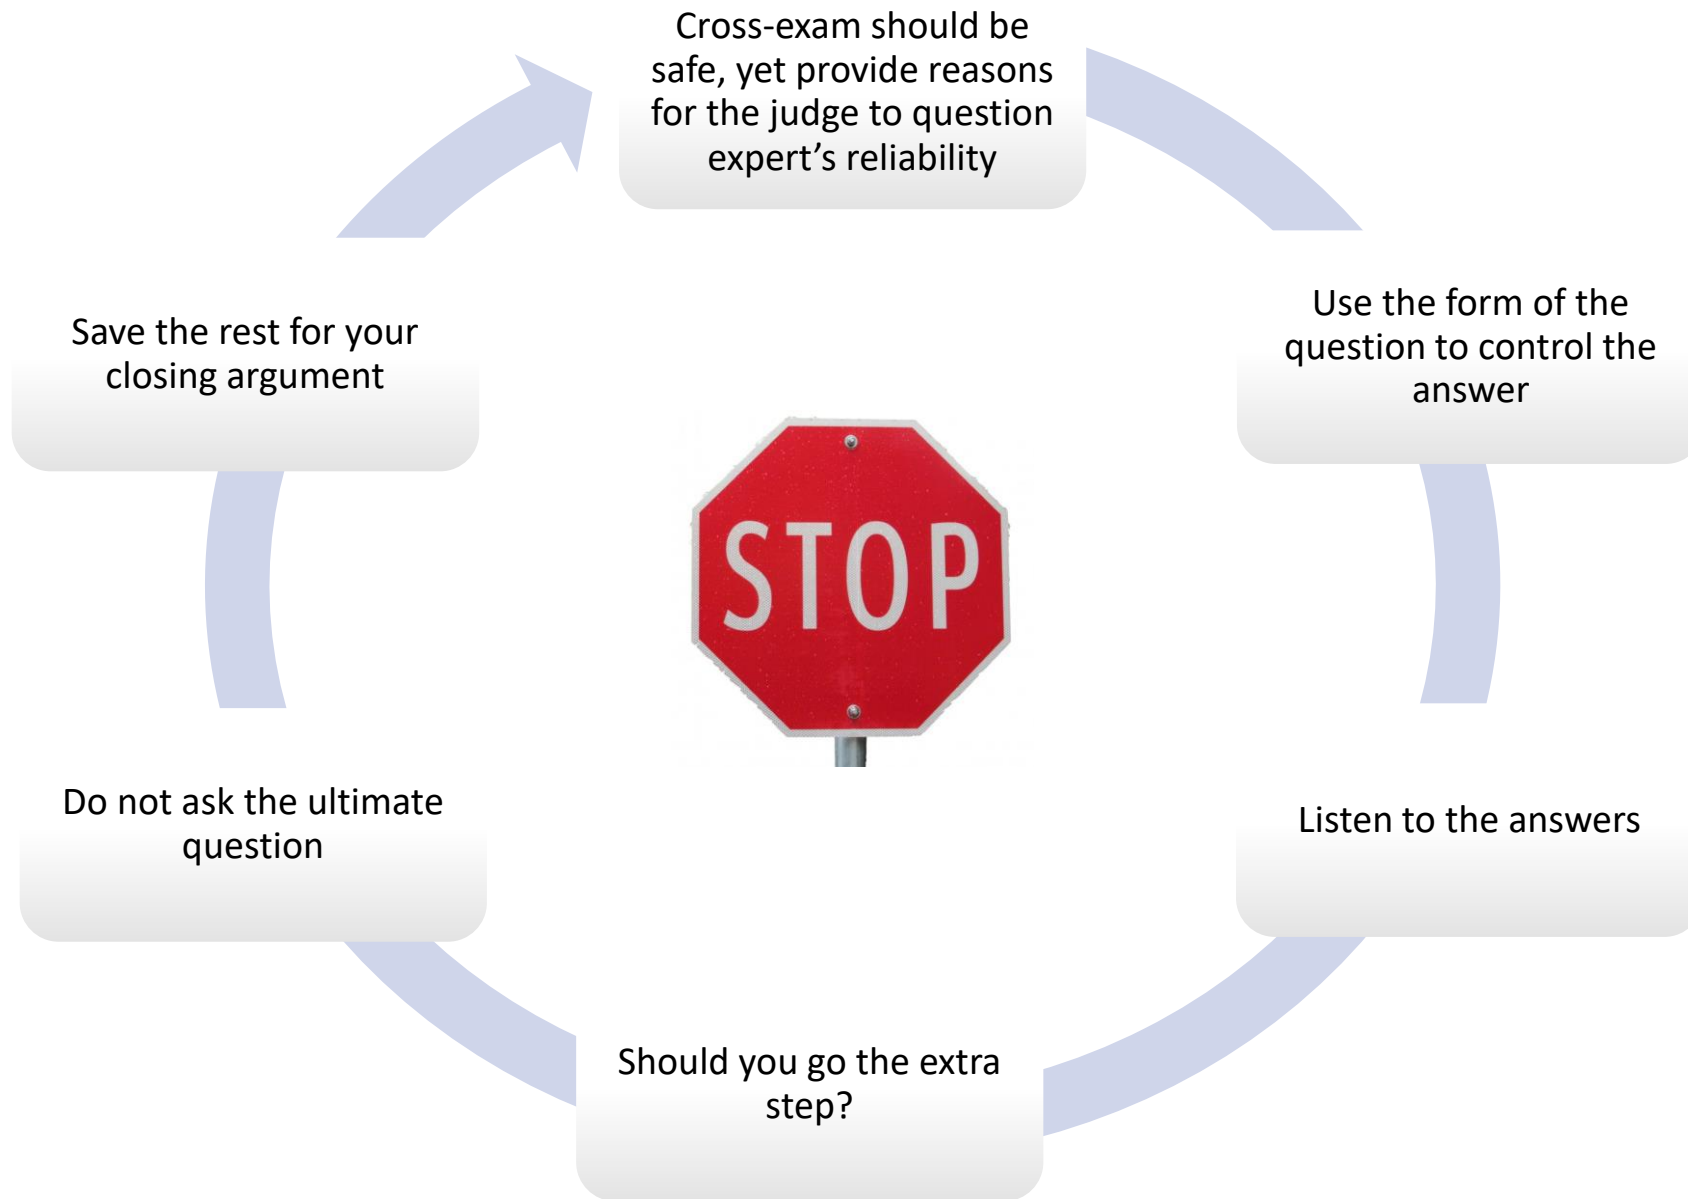 Cross-exam should be
safe, yet provide reasons
for the judge to question
expert’s reliability
Use the form of the
question to control the
answer
Listen to the answers
Should you go the extra
step?
Do not ask the ultimate
question
Save the rest for your
closing argument
STOP